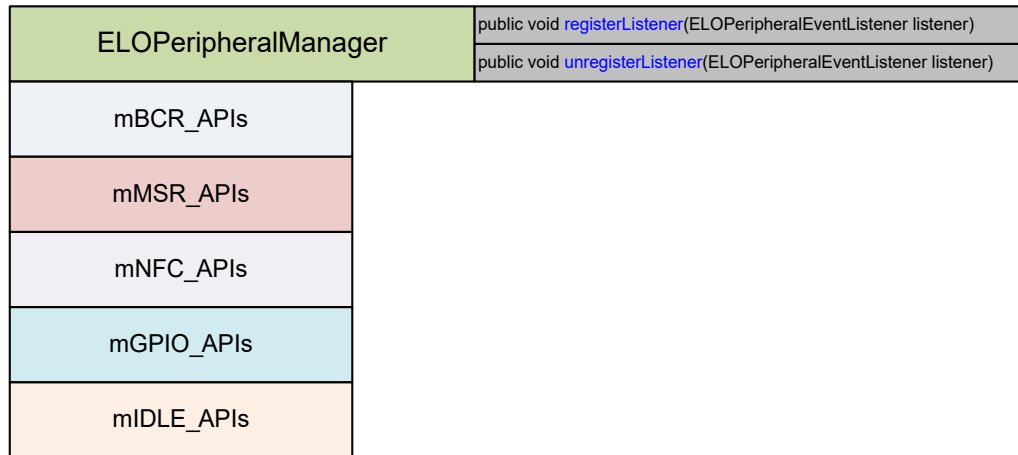 ELOPeripheralManager
public void registerListener(ELOPeripheralEventListener listener)
public void unregisterListener(ELOPeripheralEventListener listener)
mBCR_APIs
mMSR_APIs
mNFC_APIs
mGPIO_APIs
mIDLE_APIs